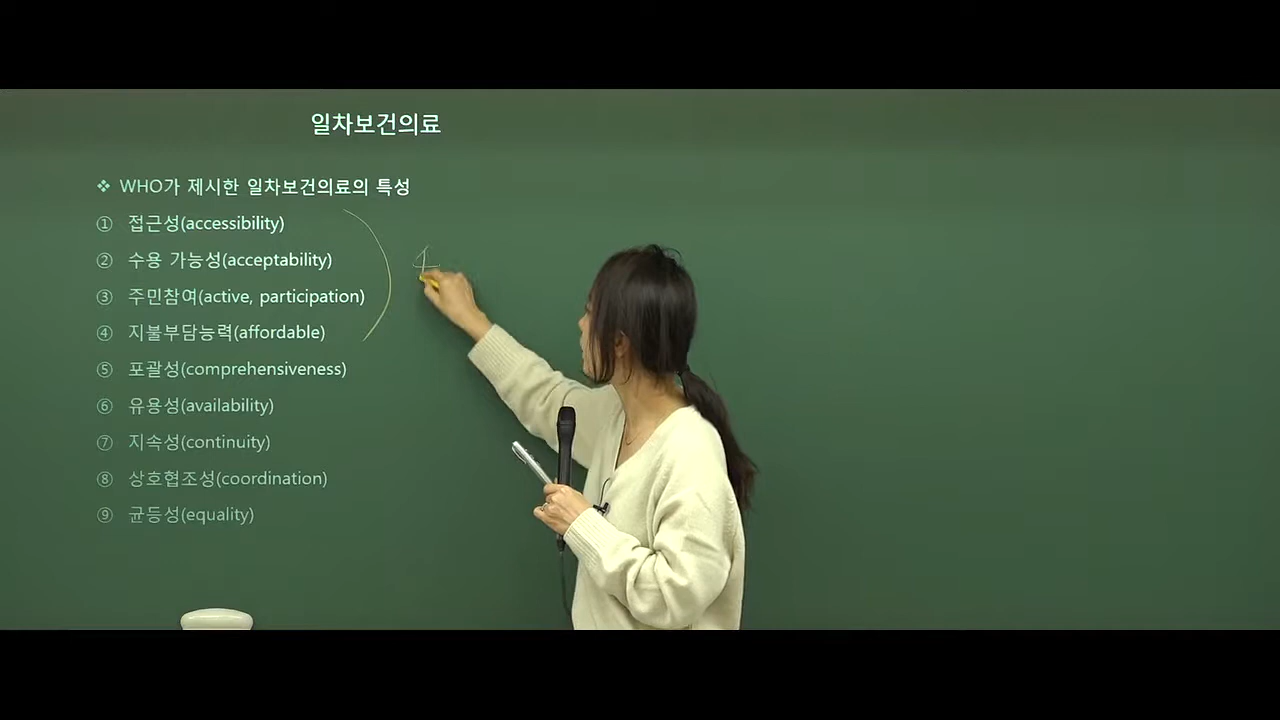 일차보건의료
❖ WHO가 제시한 일차보건의료의 특성
① 접근성(accessibility)
② 수용 가능성(acceptability)
③ 주민참여(active, participation)
④ 지불부담능력(affordable)
⑤ 포괄성(comprehensiveness)
⑥ 유용성(availability)
⑦ 지속성(continuity)
⑧ 상호협조성(coordination)
⑨ 균등성(equality)